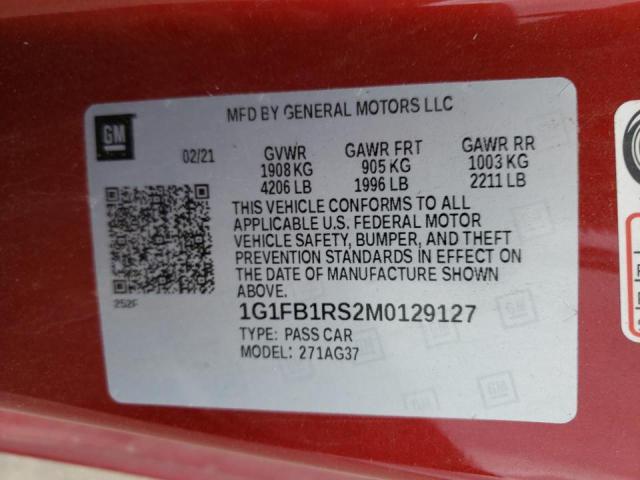 GM
MFD BY GENERAL MOTORS LLC
02/21
GVWR GAWR FRT GAWR RR
1908 KG 905 KG 1003 KG
4206 LB 1996 LB 2211 LB
THIS VEHICLE CONFORMS TO ALL
APPLICABLE U.S. FEDERAL MOTOR
VEHICLE SAFETY, BUMPER, AND THEFT
PREVENTION STANDARDS IN EFFECT ON
THE DATE OF MANUFACTURE SHOWN
ABOVE.
252F
1G1FB1RS2M0129127
TYPE: PASS CAR
MODEL: 271AG37